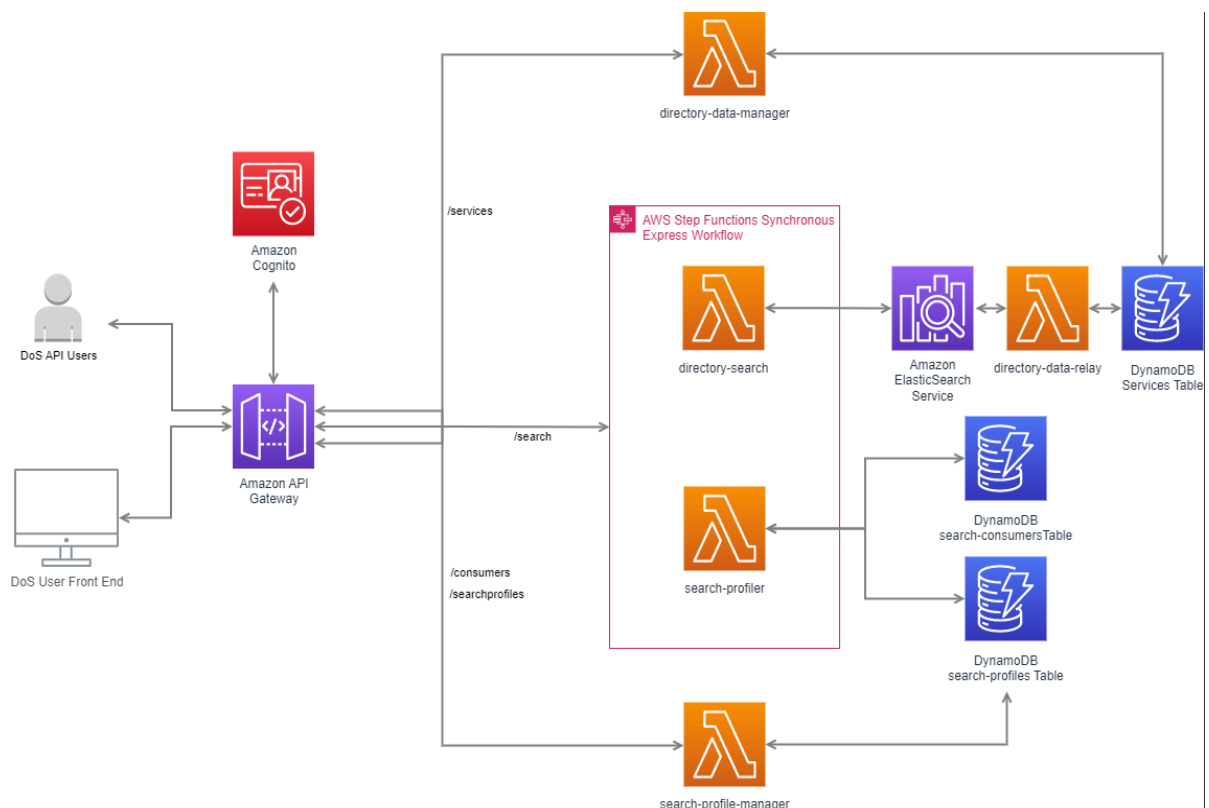 directory-data-manager
/services
Amazon
Cognito
AWS Step Functions Synchronous
Express Workflow
DoS API Users
directory-search
Amazon
ElasticSearch
Service
directory-data-relay
DynamoDB
Services Table
/search
Amazon API
Gateway
DoS User Front End
DynamoDB
search-consumersTable
/consumers
/searchprofiles
search-profiler
DynamoDB
search-profiles Table
search-profile-manager